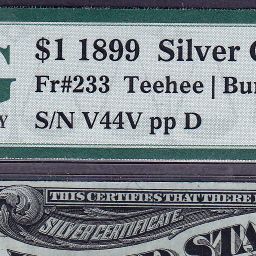 $1 1899 Silver C
Fr#233 Teehee | Bur
S/N V44V pp D
THIS CERTIFIES THAT THERE
SILVER CERTIFICATE